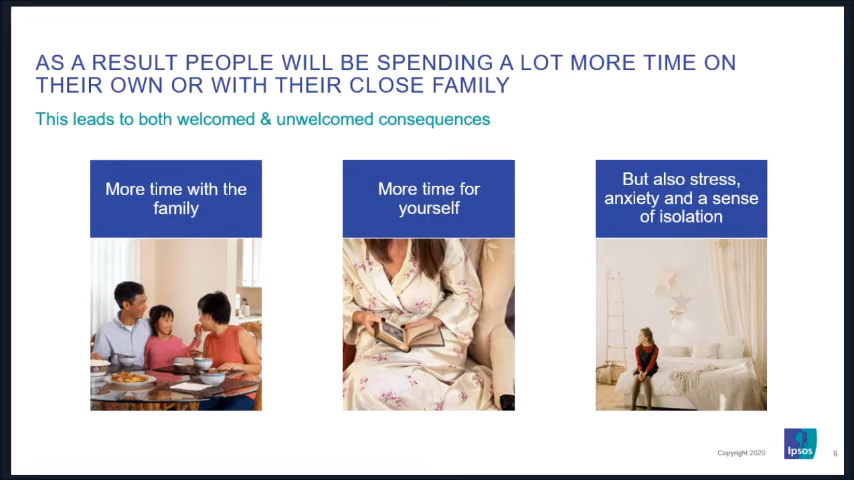 AS A RESULT PEOPLE WILL BE SPENDING A LOT MORE TIME ON
THEIR OWN OR WITH THEIR CLOSE FAMILY
This leads to both welcomed & unwelcomed consequences
More time with the
family
More time for
yourself
But also stress,
anxiety and a sense
of isolation
Copyright 2020
Ipsos
6